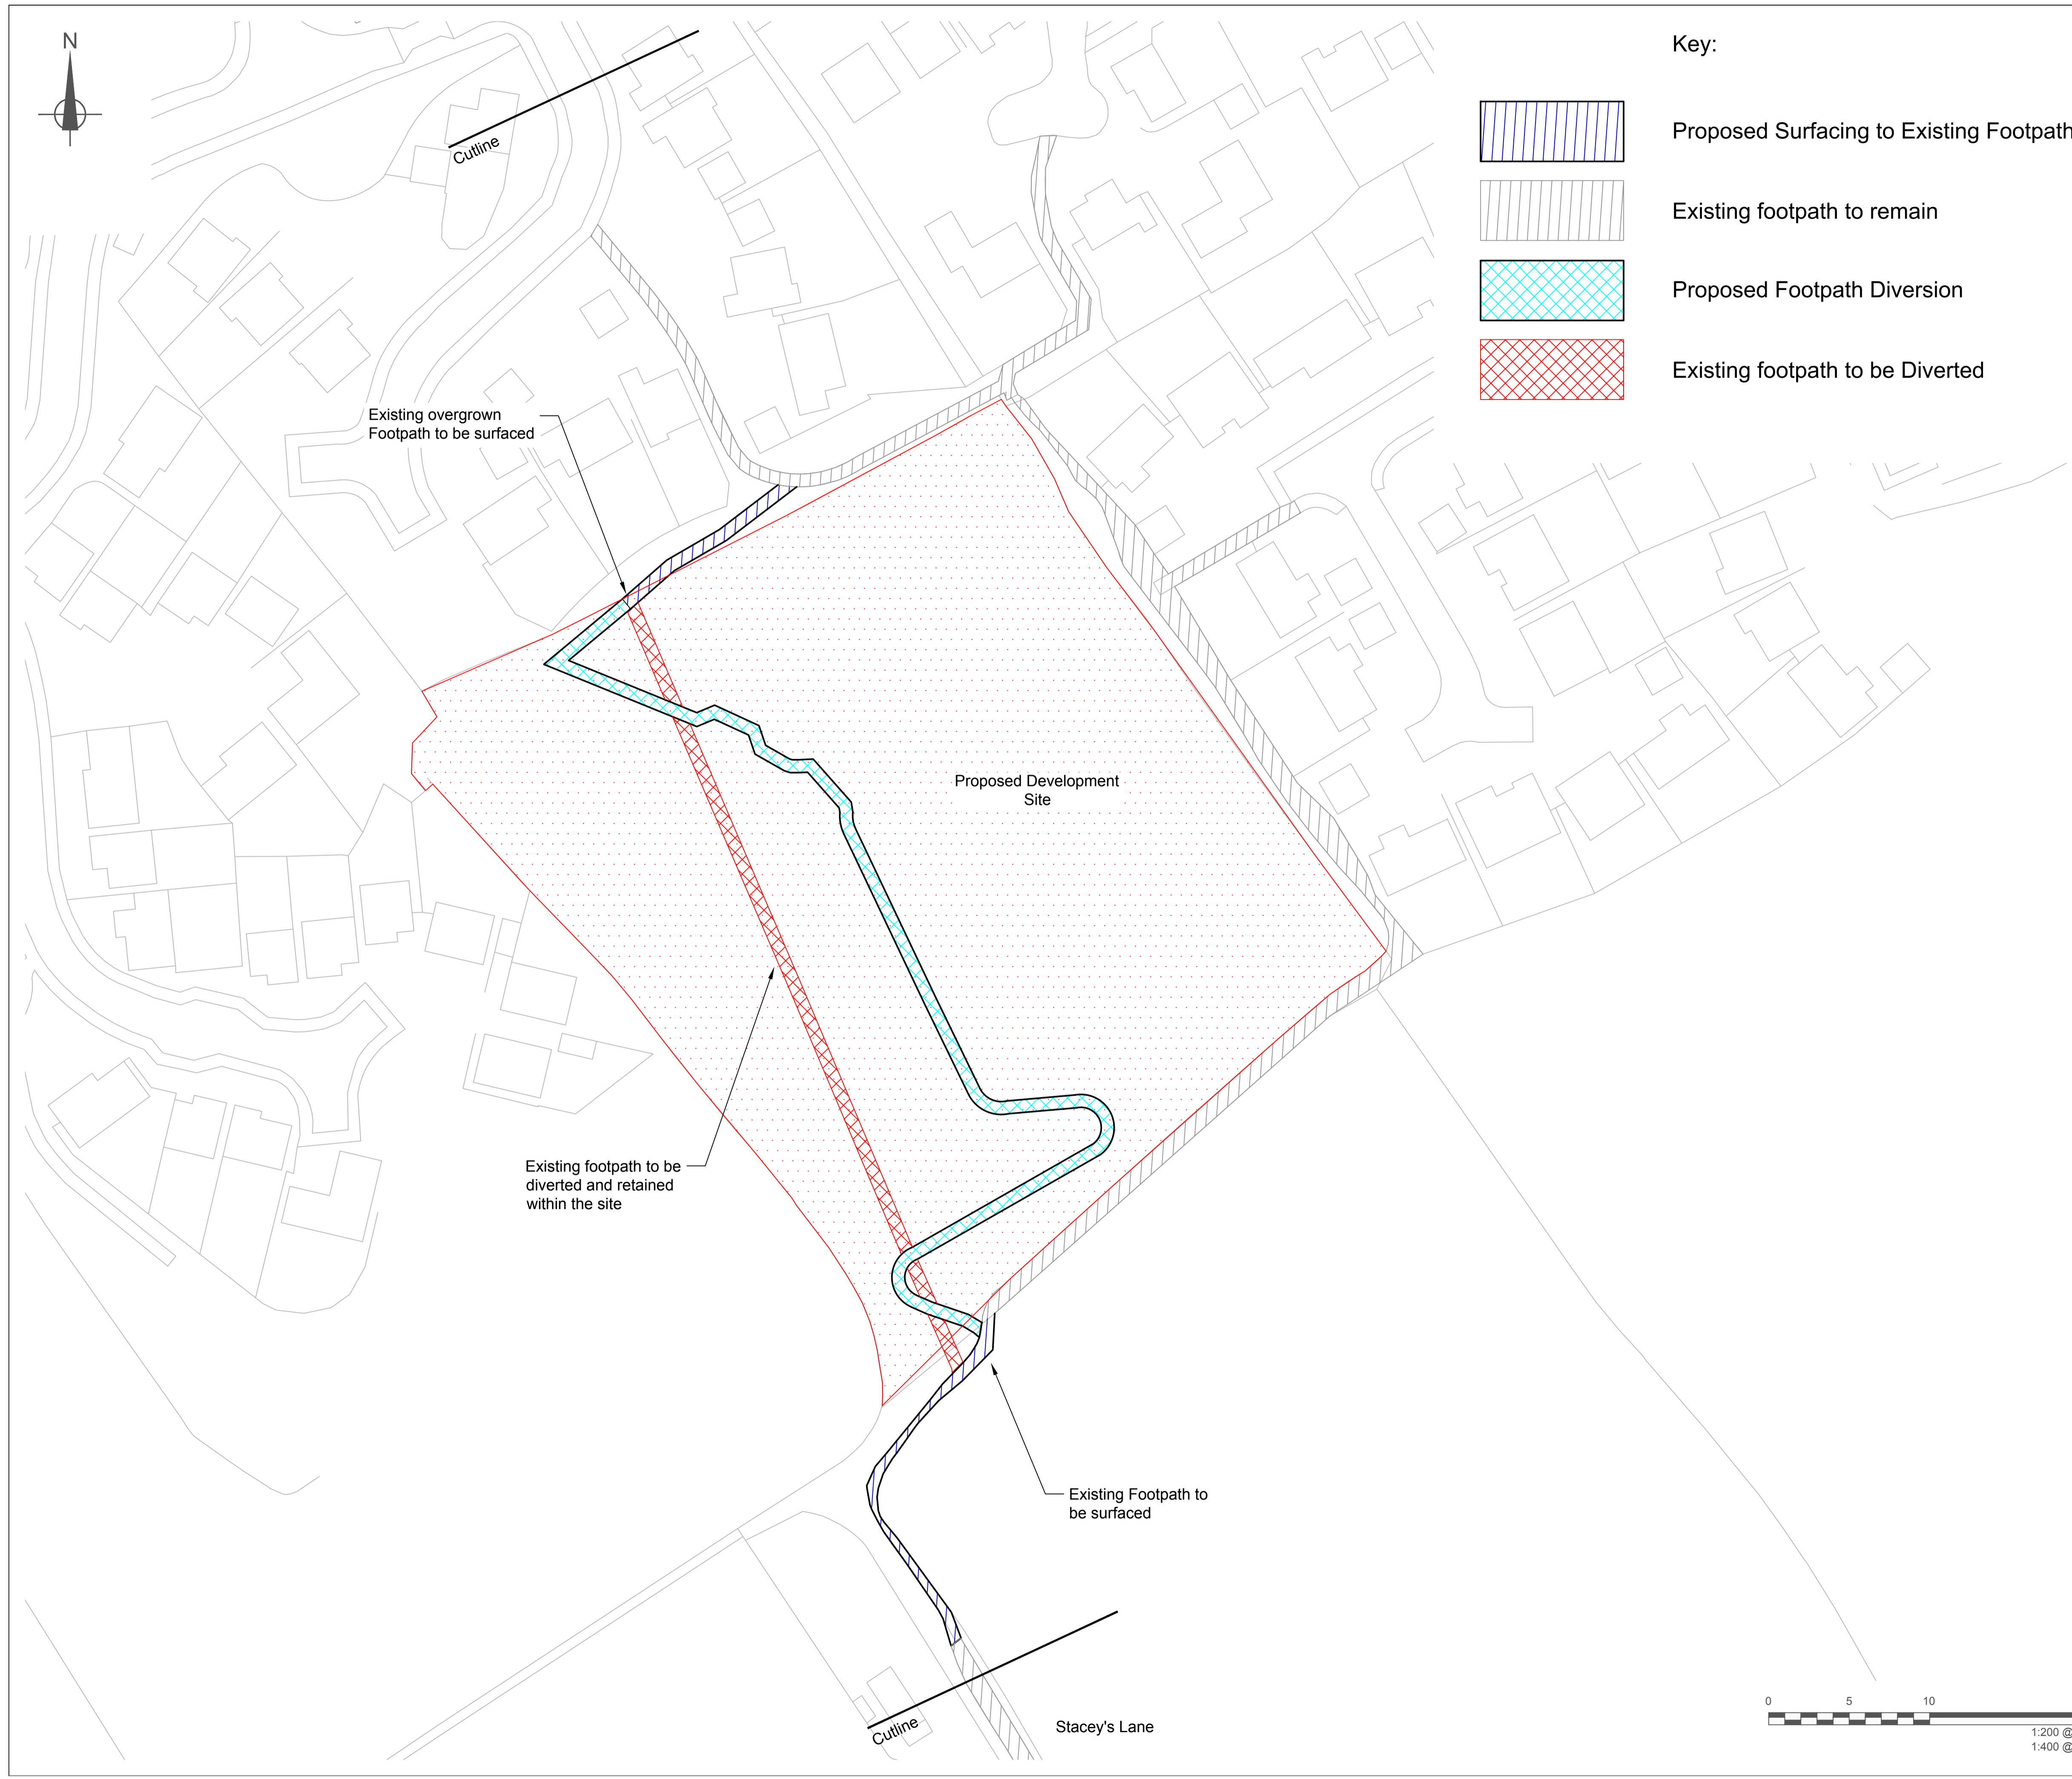 N
Key:
Proposed Surfacing to Existing Footpath
Existing footpath to remain
Proposed Footpath Diversion
Existing footpath to be Diverted
Cutline
Existing overgrown
Footpath to be surfaced
Proposed Development
Site
Existing footpath to be
diverted and retained
within the site
Existing Footpath to
be surfaced
Cutline
Stacey's Lane
0 5 10
1:200 @
1:400 @